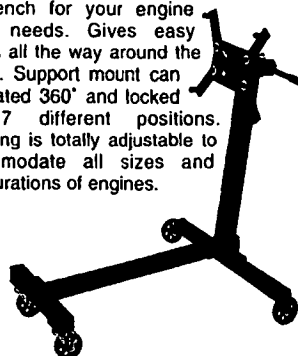 ench for your engine
needs. Gives easy
all the way around the
. Support mount can
ated 360° and locked
7 different positions.
ng is totally adjustable to
modate all sizes and
urations of engines.